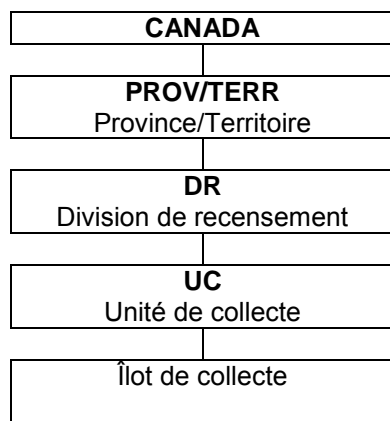 CANADA
PROV/TERR
Province/Territoire
DR
Division de recensement
UC
Unité de collecte
Îlot de collecte